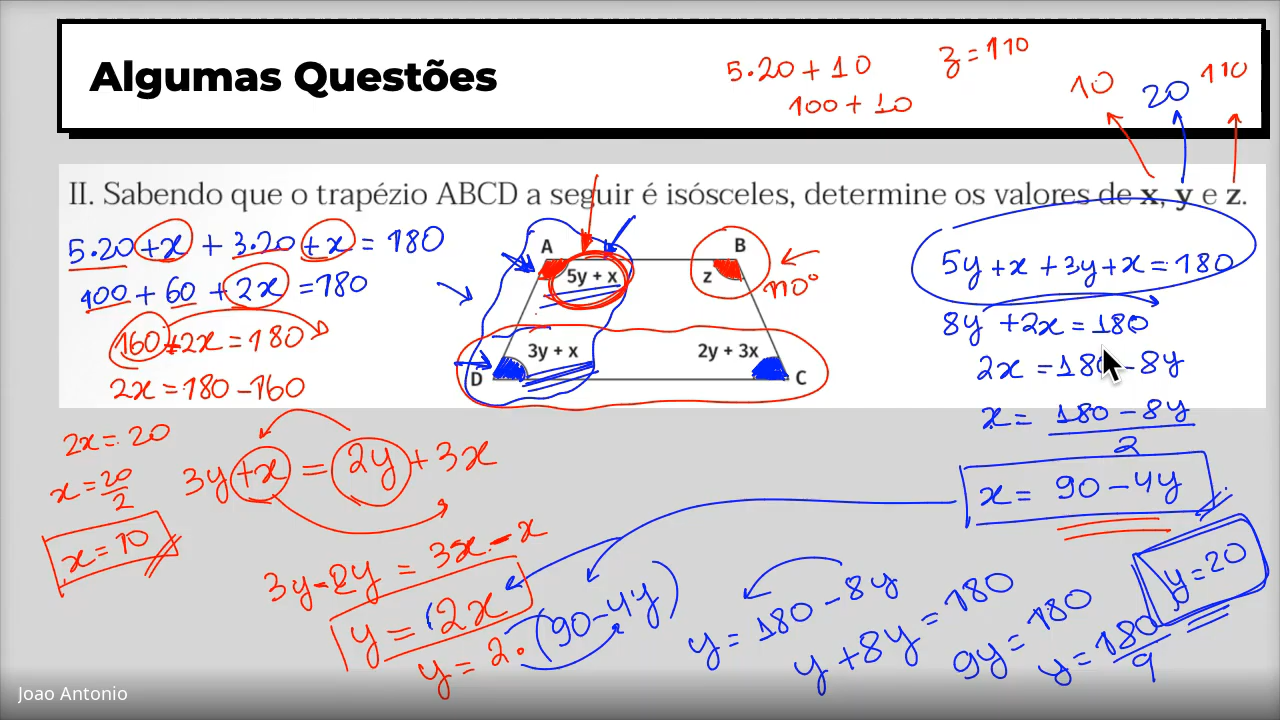 Algumas Questões
5.20 + 10
100 + 10
z = 110
10 20 110
II. Sabendo que o trapézio ABCD a seguir é isósceles, determine os valores de x, y e z.
5.20 + x + 3.20 + x = 180
100 + 60 + 2x = 180
160 + 2x = 180
2x = 180 - 160
2x = 20
x = 20/2
x = 10
A B
5y + x z
110°
3y + x 2y + 3x
D C
5y + x + 3y + x = 180
8y + 2x = 180
2x = 180 - 8y
x = 180 - 8y / 2
x = 90 - 4y
3y + x = 2y + 3x
3y - 2y = 3x - x
y = 2x
y = 2 . (90 - 4y)
y = 180 - 8y
y + 8y = 180
9y = 180
y = 180/9
y = 20
Joao Antonio